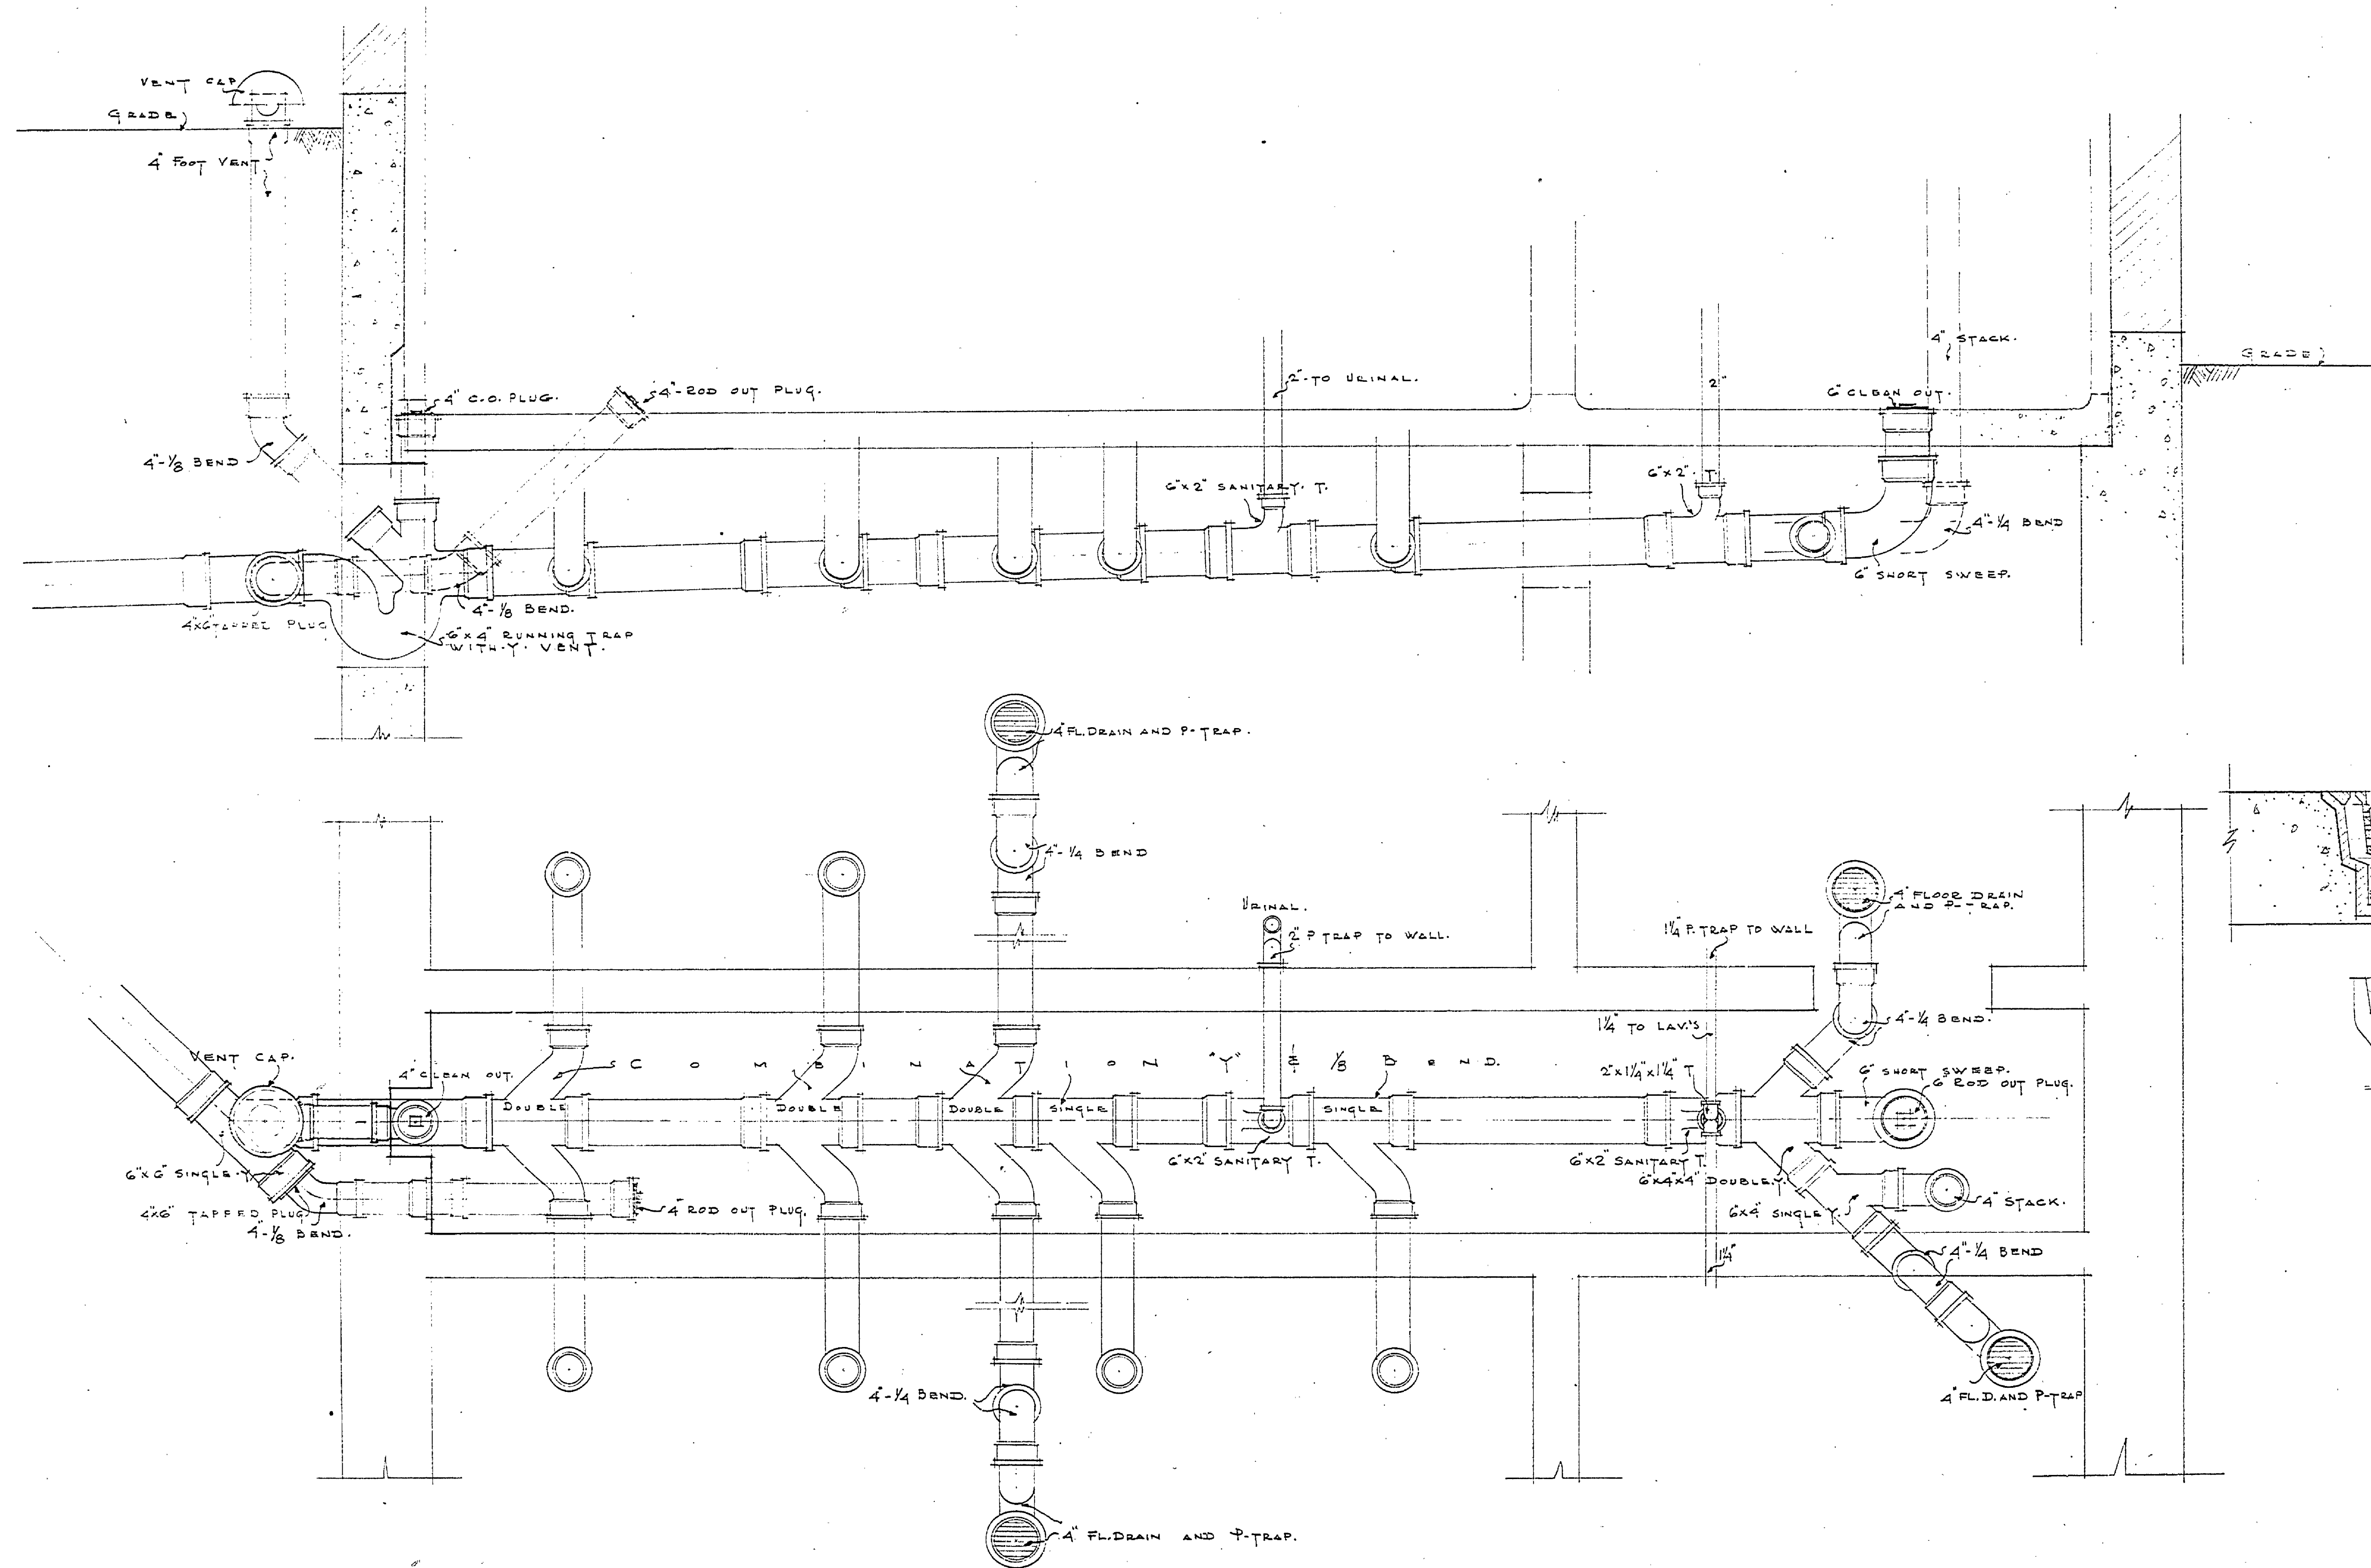 VENT CAP
GRADE
4" FOOT VENT
4"-1/8 BEND
4" C.O. PLUG.
4"-ROD OUT PLUG.
2"-TO URINAL.
2"
4" STACK.
6" CLEAN OUT.
GRADE
6"x2" SANITARY. T.
6"x2" T.
4"-1/4 BEND
6" SHORT SWEEP.
4"-1/8 BEND.
4x6 TAPPED PLUG
6"x4" RUNNING TRAP
WITH.Y. VENT.
4" FL.DRAIN AND P-TRAP.
4"-1/4 BEND
URINAL.
2" P TRAP TO WALL.
1 1/4 P.TRAP TO WALL
4" FLOOR DRAIN
AND P-TRAP.
1 1/4" TO LAV.'S
4"-1/4 BEND.
VENT CAP.
4" CLEAN OUT.
COMBINATION "Y" & 1/8 BEND.
2"x1 1/4"x1 1/4" T.
6" SHORT SWEEP.
6" ROD OUT PLUG.
DOUBLE
DOUBLE
DOUBLE
SINGLE
SINGLE
6"x6" SINGLE.Y.
6"x2" SANITARY T.
6"x2" SANITARY T.
6"x4"x4" DOUBLE.Y.
4"x6" TAPPED PLUG
4"-1/8 BEND.
4" ROD OUT PLUG.
6x4" SINGLE Y.
4" STACK.
1 1/4"
4"-1/4 BEND
4"-1/4 BEND.
4" FL.D. AND P-TRAP
4" FL.DRAIN AND P-TRAP.